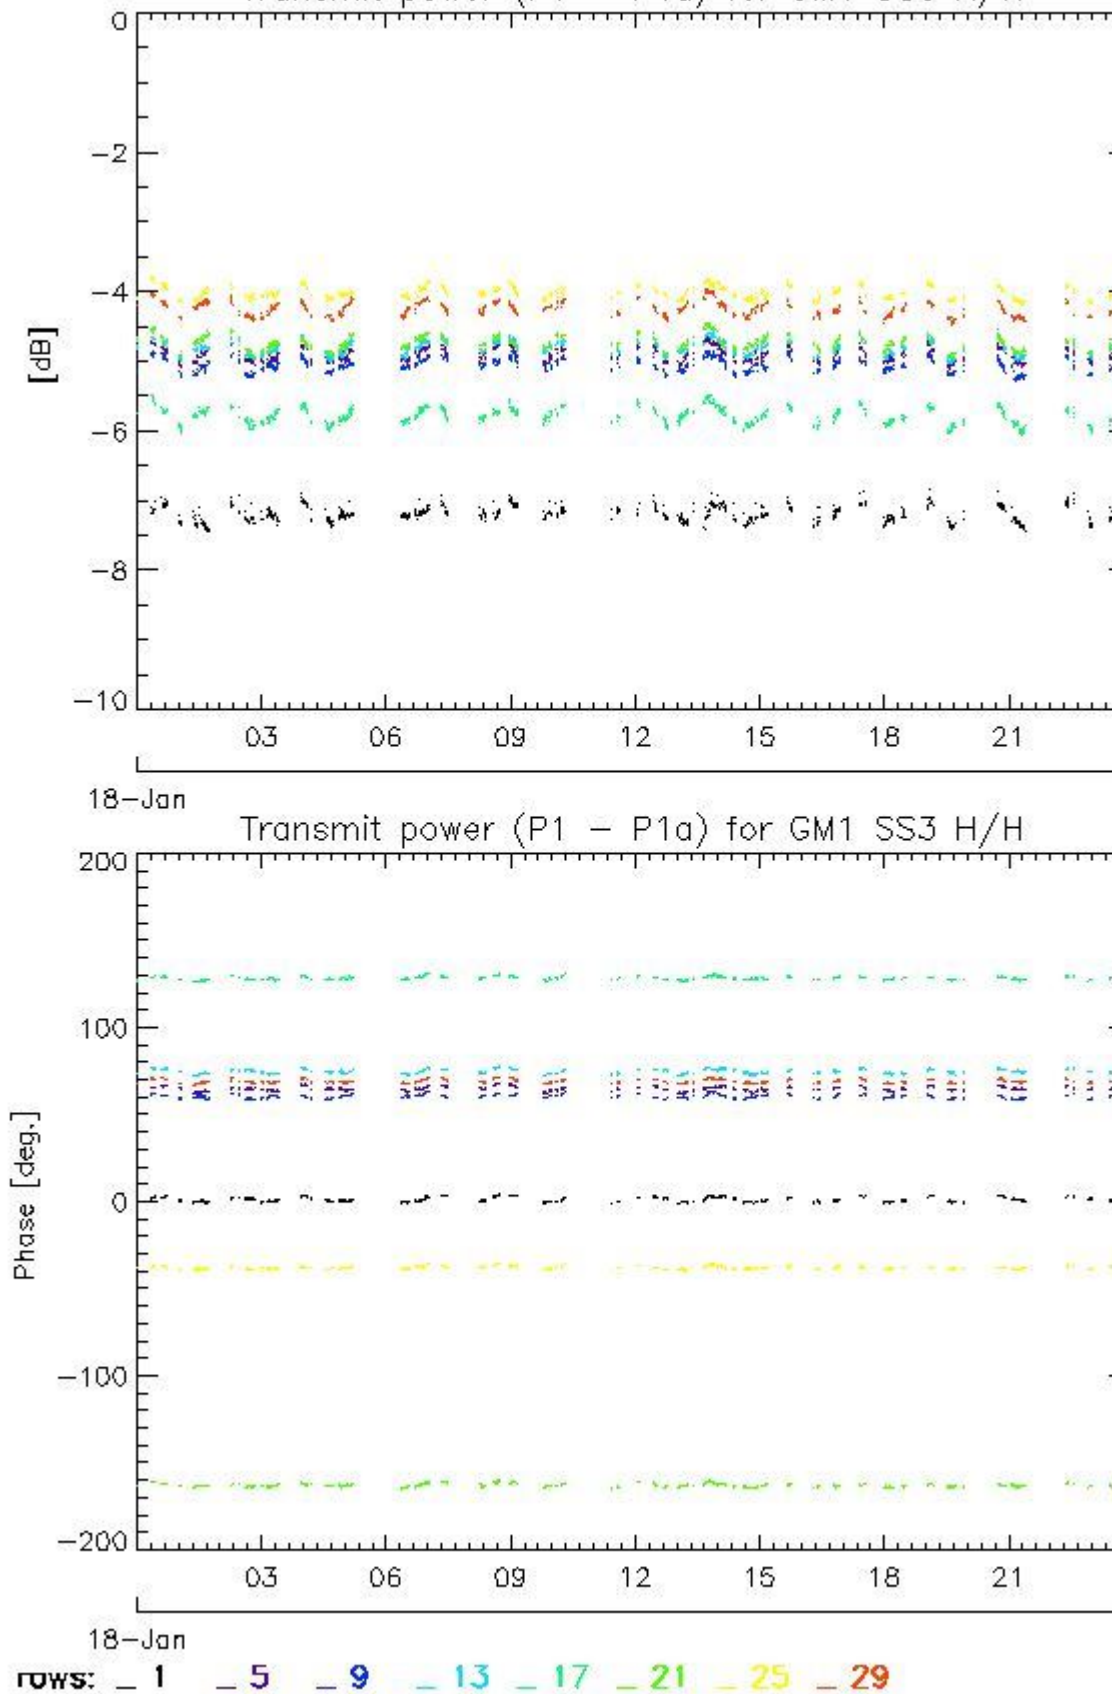 0
−2
−4
−6
−8
−10
[dB]
03 06 09 12 15 18 21
18-Jan
Transmit power (P1 − P1a) for GM1 SS3 H/H
200
100
0
−100
−200
Phase [deg.]
03 06 09 12 15 18 21
18-Jan
rows: _ 1 _ 5 _ 9 _ 13 _ 17 _ 21 _ 25 _ 29